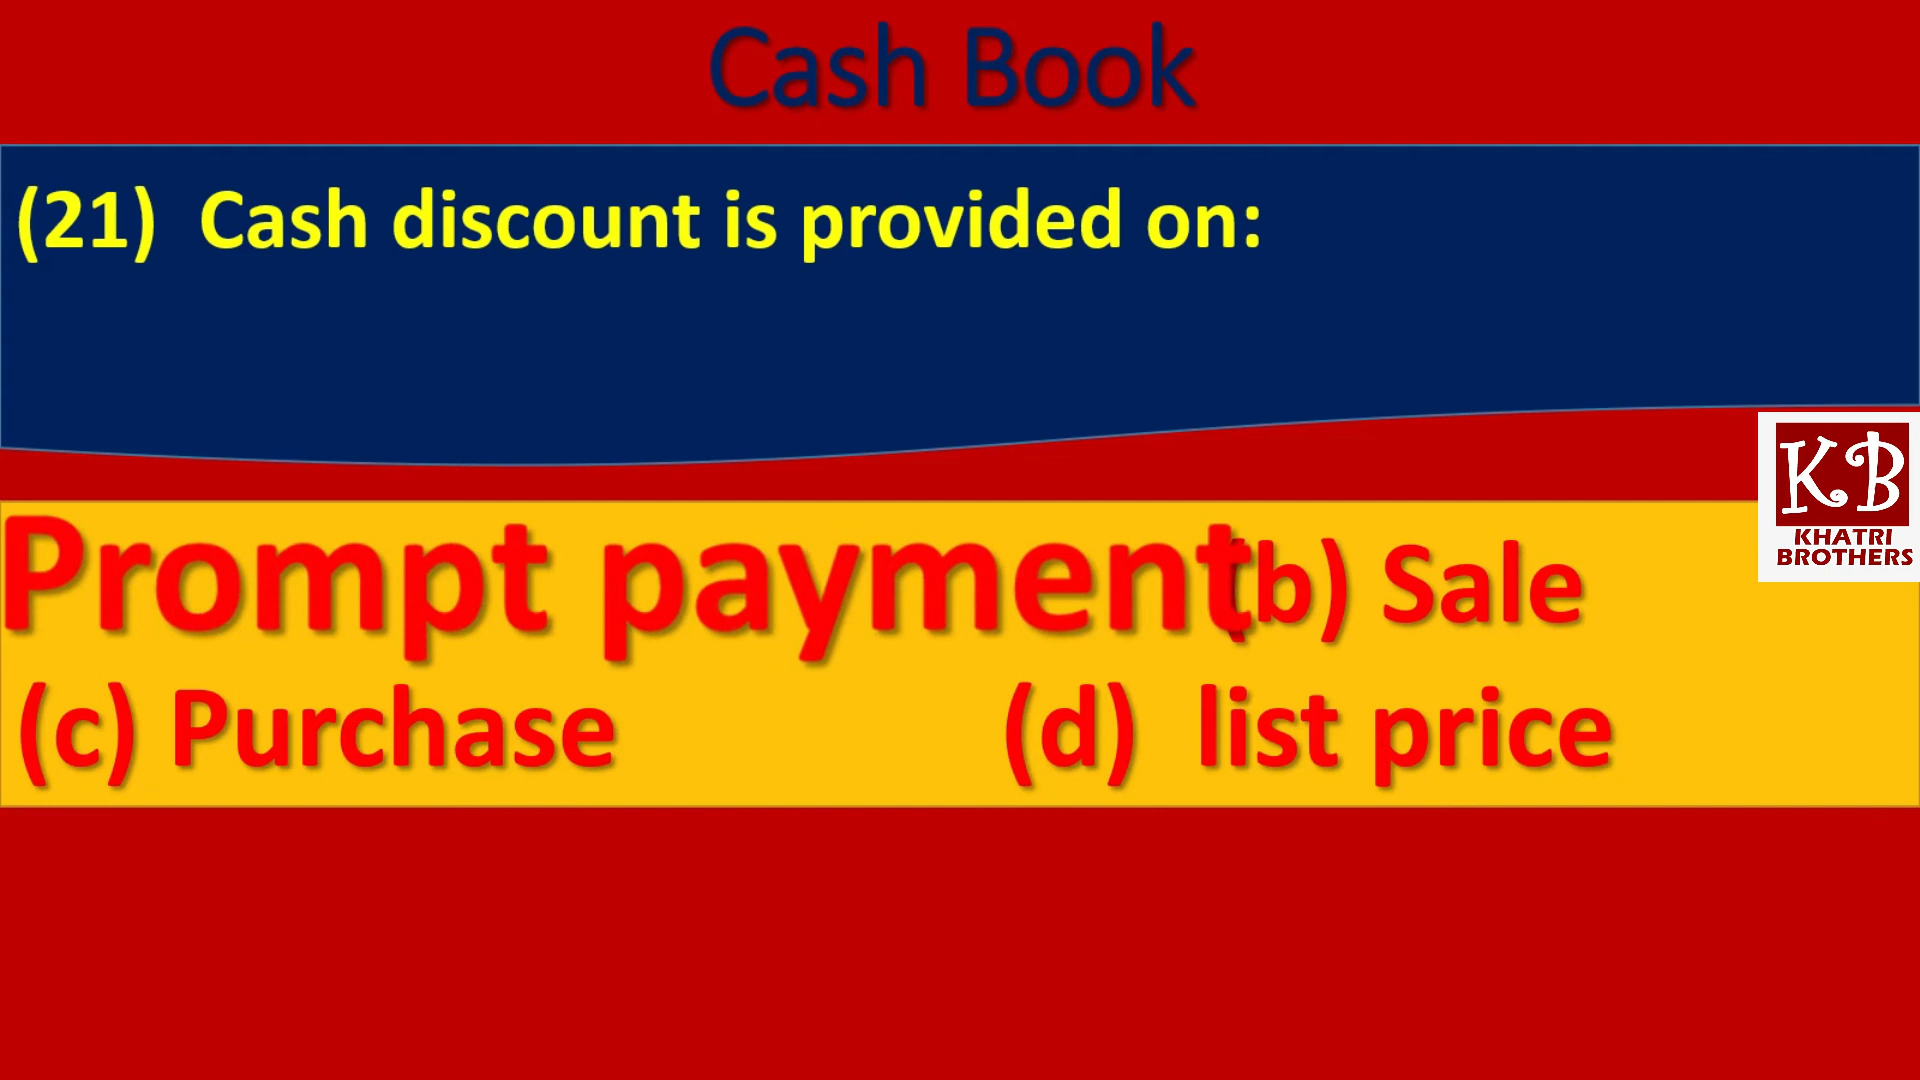 Cash Book
(21) Cash discount is provided on:
Prompt payment (b) Sale
(c) Purchase (d) list price
KB
KHATRI
BROTHERS